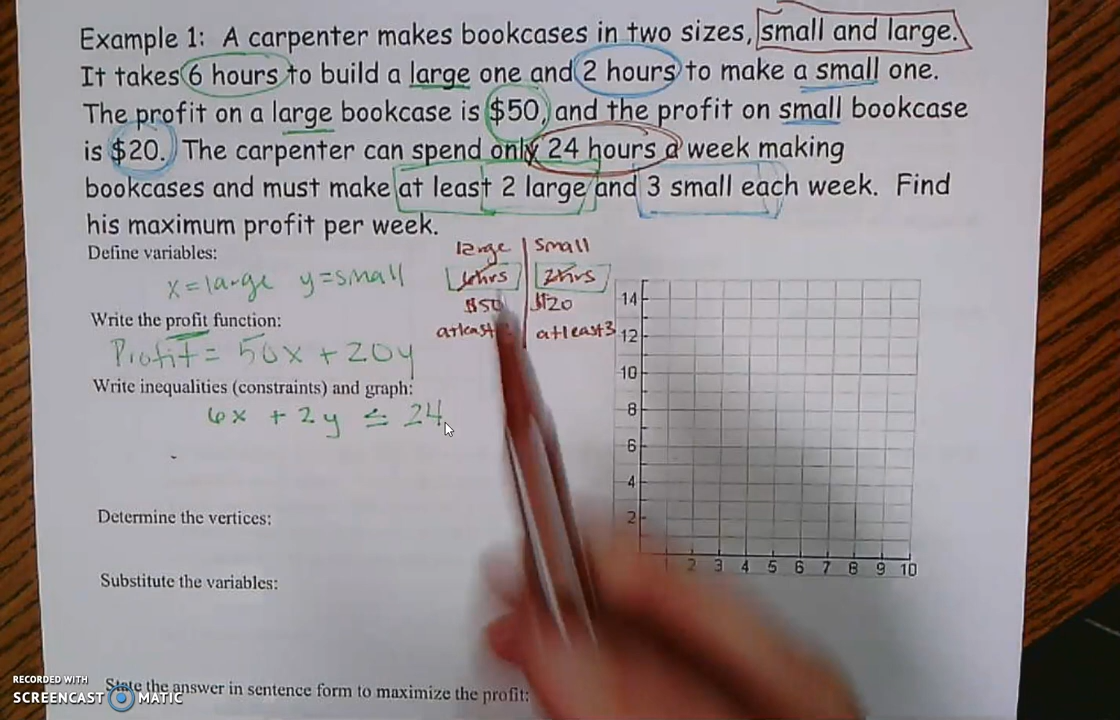 Example 1: A carpenter makes bookcases in two sizes, small and large.
It takes 6 hours to build a large one and 2 hours to make a small one.
The profit on a large bookcase is $50, and the profit on small bookcase
is $20. The carpenter can spend only 24 hours a week making
bookcases and must make at least 2 large and 3 small each week. Find
his maximum profit per week.
Define variables:
x=large y=small
large small
6hrs 2hrs
$50 $20
atleast atleast3
Write the profit function:
Profit = 50x + 20y
Write inequalities (constraints) and graph:
6x + 2y ≤ 24
14
12
10
8
6
4
2
2 3 4 5 6 7 8 9 10
Determine the vertices:
Substitute the variables:
State the answer in sentence form to maximize the profit:
RECORDED WITH
SCREENCAST MATIC